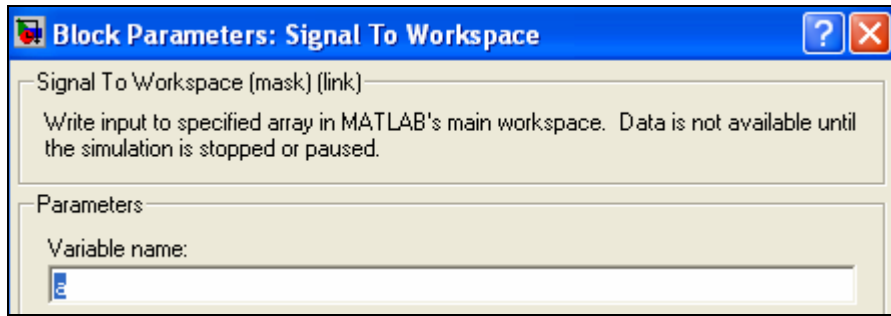 Block Parameters: Signal To Workspace
Signal To Workspace (mask) (link)
Write input to specified array in MATLAB's main workspace.  Data is not available until
the simulation is stopped or paused.
Parameters
Variable name:
a